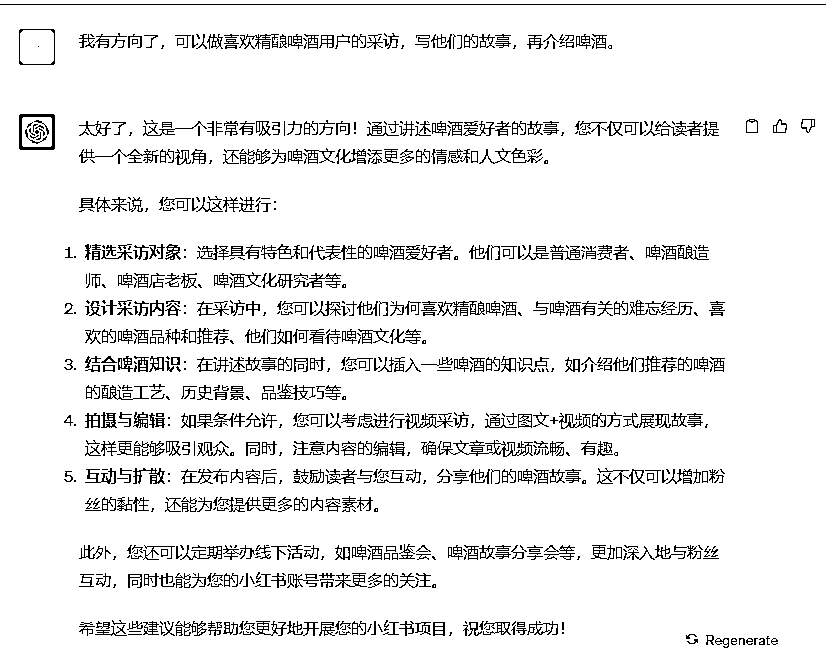 我有方向了，可以做喜欢精酿啤酒用户的采访，写他们的故事，再介绍啤酒。
太好了，这是一个非常有吸引力的方向！通过讲述啤酒爱好者的故事，您不仅可以给读者提
供一个全新的视角，还能够为啤酒文化增添更多的情感和人文色彩。
具体来说，您可以这样进行：
1. 精选采访对象：选择具有特色和代表性的啤酒爱好者。他们可以是普通消费者、啤酒酿造
师、啤酒店老板、啤酒文化研究者等。
2. 设计采访内容：在采访中，您可以探讨他们为何喜欢精酿啤酒、与啤酒有关的难忘经历、喜
欢的啤酒品种和推荐、他们如何看待啤酒文化等。
3. 结合啤酒知识：在讲述故事的同时，您可以插入一些啤酒的知识点，如介绍他们推荐的啤酒
的酿造工艺、历史背景、品鉴技巧等。
4. 拍摄与编辑：如果条件允许，您可以考虑进行视频采访，通过图文+视频的方式展现故事，
这样更能够吸引观众。同时，注意内容的编辑，确保文章或视频流畅、有趣。
5. 互动与扩散：在发布内容后，鼓励读者与您互动，分享他们的啤酒故事。这不仅可以增加粉
丝的黏性，还能为您提供更多的内容素材。
此外，您还可以定期举办线下活动，如啤酒品鉴会、啤酒故事分享会等，更加深入地与粉丝
互动，同时也能为您的小红书账号带来更多的关注。
希望这些建议能够帮助您更好地开展您的小红书项目，祝您取得成功！
Regenerate